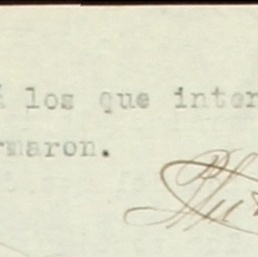 á los que inter
rmaron.